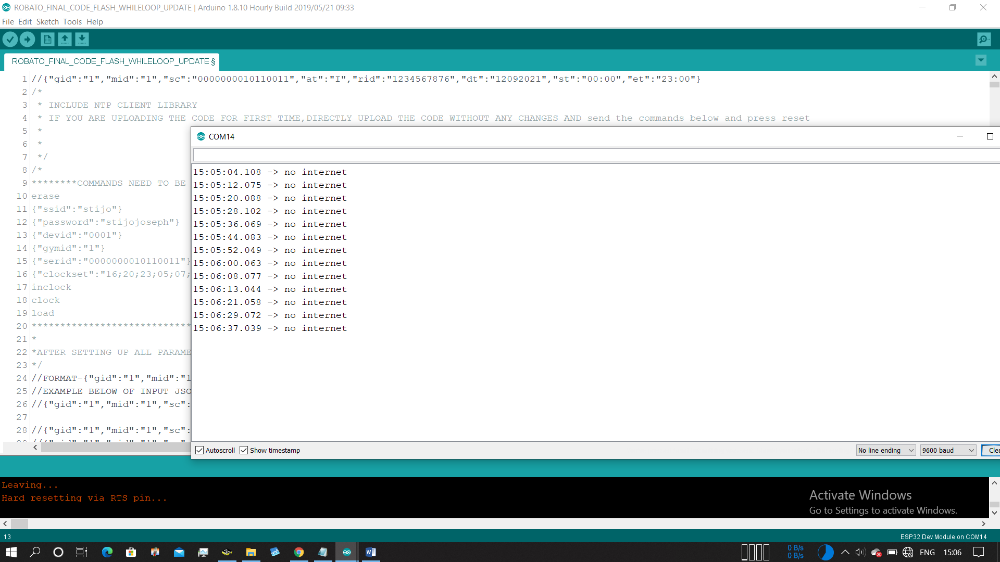 ROBATO_FINAL_CODE_FLASH_WHILELOOP_UPDATE | Arduino 1.8.10 Hourly Build 2019/05/21 09:33
File Edit Sketch Tools Help
ROBATO_FINAL_CODE_FLASH_WHILELOOP_UPDATE §
1 //{"gid":"1","mid":"1","sc":"0000000010110011","at":"I","rid":"1234567876","dt":"12092021","st":"00:00","et":"23:00"}
2 /*
3 * INCLUDE NTP CLIENT LIBRARY
4 * IF YOU ARE UPLOADING THE CODE FOR FIRST TIME,DIRECTLY UPLOAD THE CODE WITHOUT ANY CHANGES AND send the commands below and press reset
5 *
6 *
7 */
8 /*
9 ********COMMANDS NEED TO BE
10 erase
11 {"ssid":"stijo"}
12 {"password":"stijojoseph"}
13 {"devid":"0001"}
14 {"gymid":"1"}
15 {"serid":"0000000010110011"}
16 {"clockset":"16;20;23;05;07;
17 inclock
18 clock
19 load
20 ****************************
21 *
22 *AFTER SETTING UP ALL PARAME
23 */
24 //FORMAT-{"gid":"1","mid":"1
25 //EXAMPLE BELOW OF INPUT JSO
26 //{"gid":"1","mid":"1","sc":
27
28 //{"gid":"1","mid":"1","sc":
COM14
15:05:04.108 -> no internet
15:05:12.075 -> no internet
15:05:20.088 -> no internet
15:05:28.102 -> no internet
15:05:36.069 -> no internet
15:05:44.083 -> no internet
15:05:52.049 -> no internet
15:06:00.063 -> no internet
15:06:08.077 -> no internet
15:06:13.044 -> no internet
15:06:21.058 -> no internet
15:06:29.072 -> no internet
15:06:37.039 -> no internet
Autoscroll Show timestamp No line ending 9600 baud Clea
Leaving...
Hard resetting via RTS pin...
Activate Windows
Go to Settings to activate Windows.
13 ESP32 Dev Module on COM14
0 B/s
0 B/s
ENG 15:06